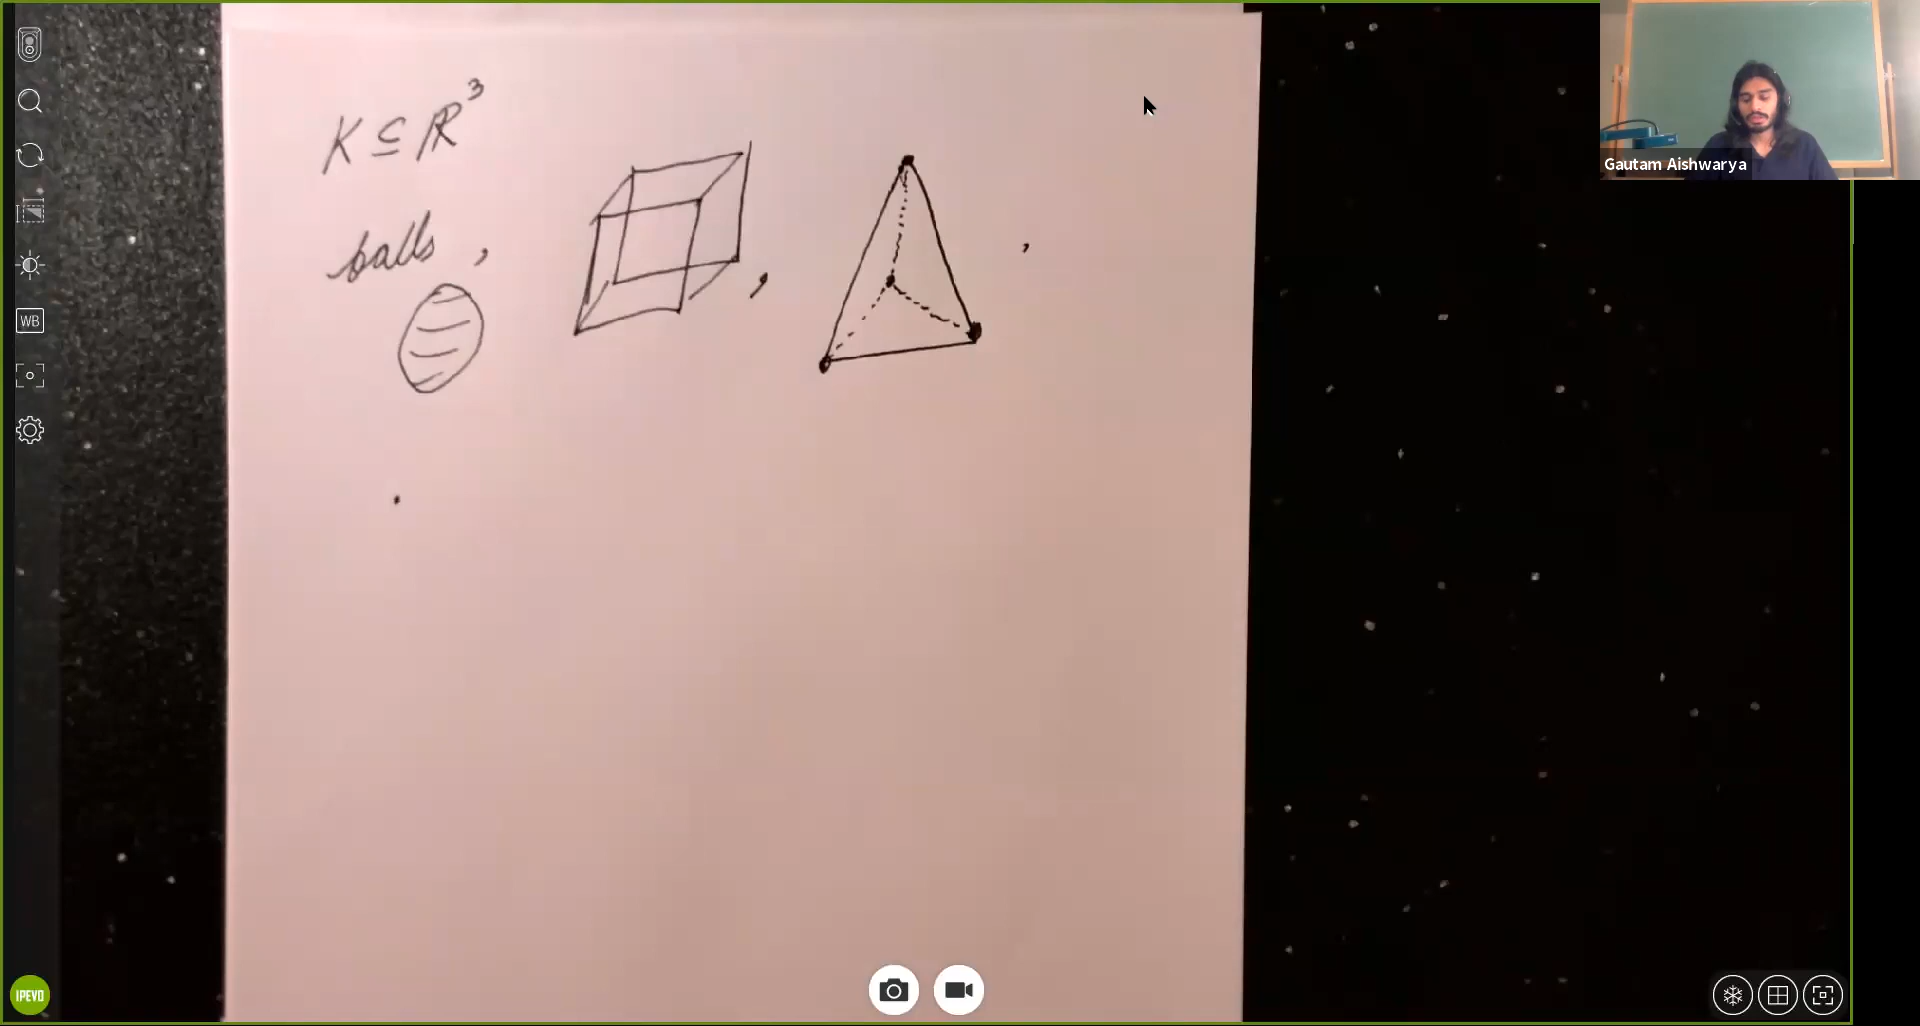 K ⊆ ℝ³
balls ,
, ,
WB
Gautam Aishwarya
IPEVO